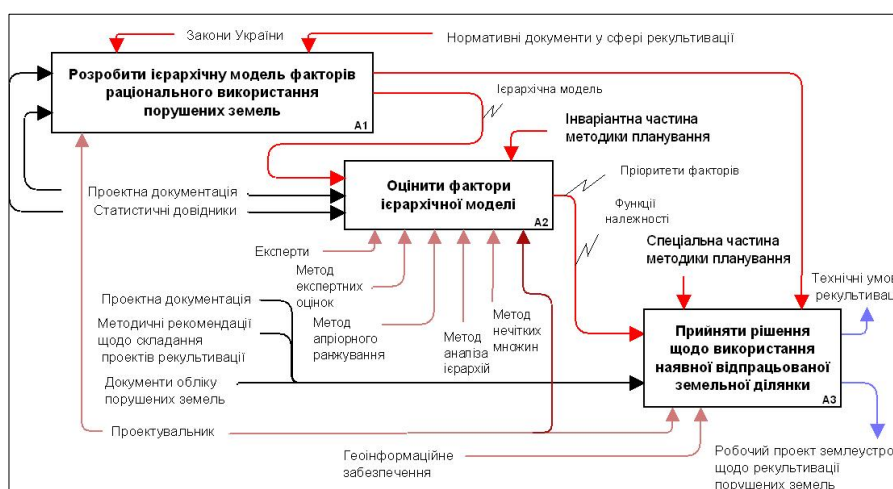 Закони України
Нормативні документи у сфері рекультивації
Розробити ієрархічну модель факторів
раціонального використання
порушених земель
A1
Ієрархічна модель
Інваріантна частина
методики планування
Оцінити фактори
ієрархічної моделі
A2
Пріоритети факторів
Функції
належності
Проектна документація
Статистичні довідники
Спеціальна частина
методики планування
Експерти
Метод
експертних
оцінок
Метод
апріорного
ранжування
Метод
аналіза
ієрархій
Метод
нечітких
множин
Технічні умов
рекультивац
Проектна документація
Методичні рекомендації
щодо складання
проектів рекультивації
Документи обліку
порушених земель
Прийняти рішення
щодо використання
наявної відпрацьованої
земельної ділянки
A3
Проектувальник
Геоінформаційне
забезпечення
Робочий проект землеустро
щодо рекультивації
порушених земель